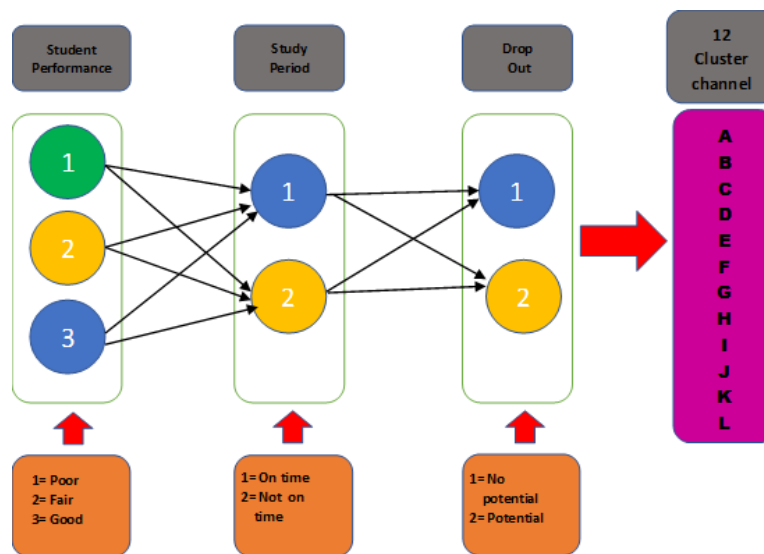 Student
Performance
Study
Period
Drop
Out
12
Cluster
channel
1
2
3
1
2
1
2
A
B
C
D
E
F
G
H
I
J
K
L
1= Poor
2= Fair
3= Good
1= On time
2= Not on
time
1= No
potential
2= Potential